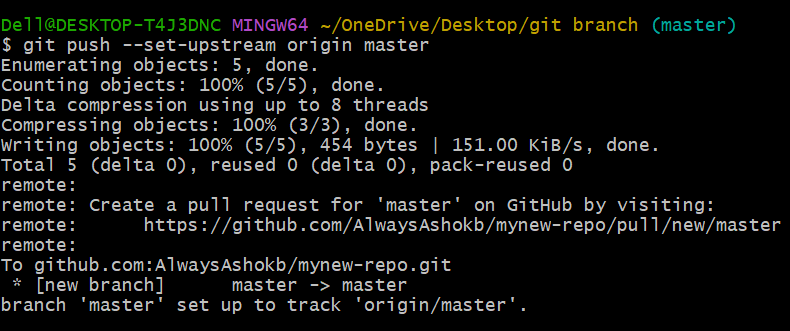 Dell@DESKTOP-T4J3DNC MINGW64 ~/OneDrive/Desktop/git branch (master)
$ git push --set-upstream origin master
Enumerating objects: 5, done.
Counting objects: 100% (5/5), done.
Delta compression using up to 8 threads
Compressing objects: 100% (3/3), done.
Writing objects: 100% (5/5), 454 bytes | 151.00 KiB/s, done.
Total 5 (delta 0), reused 0 (delta 0), pack-reused 0
remote:
remote: Create a pull request for 'master' on GitHub by visiting:
remote:      https://github.com/AlwaysAshokb/mynew-repo/pull/new/master
remote:
To github.com:AlwaysAshokb/mynew-repo.git
 * [new branch]      master -> master
branch 'master' set up to track 'origin/master'.